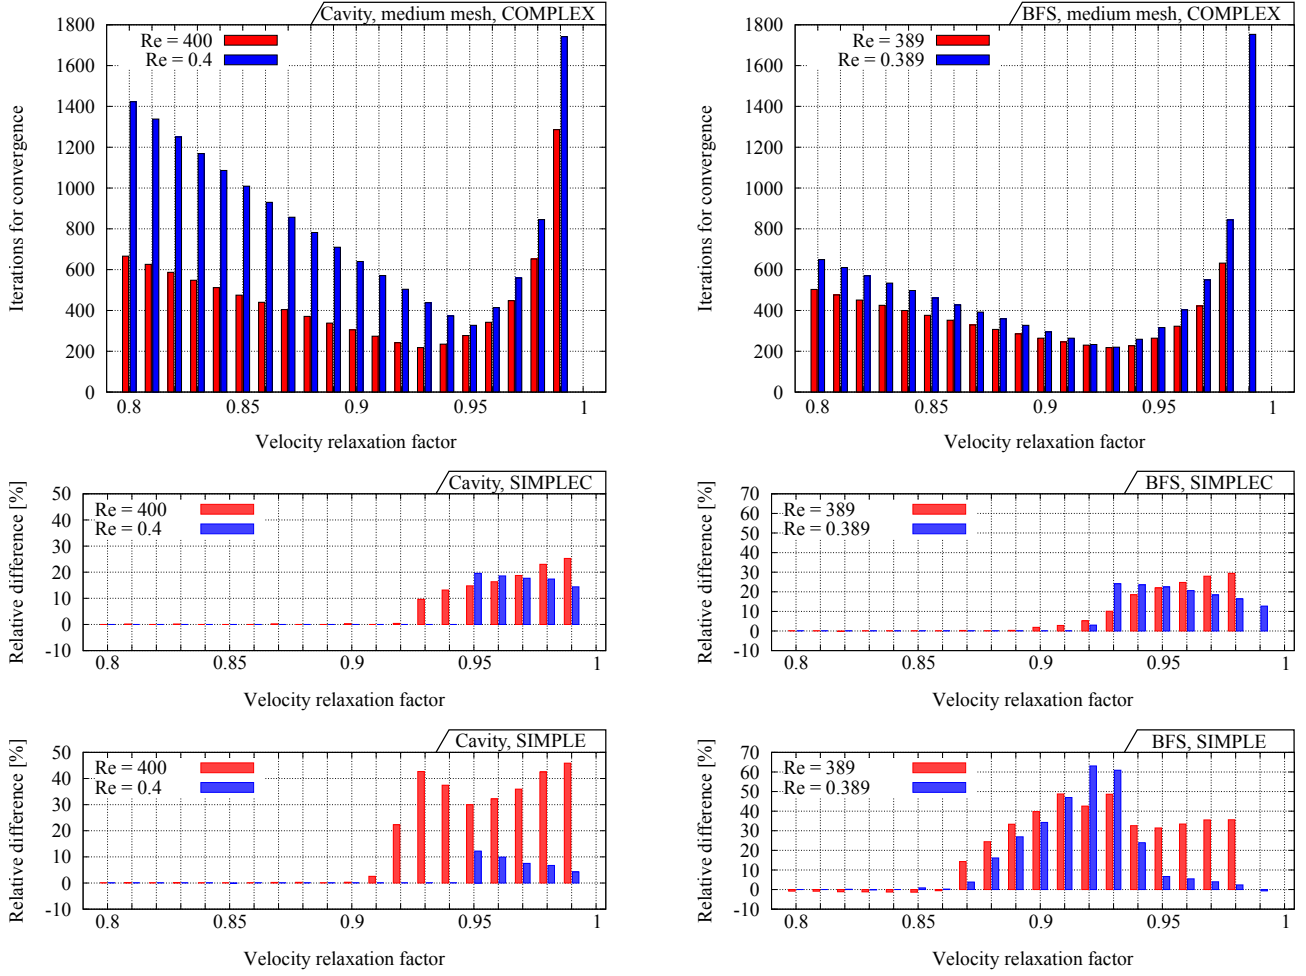 Cavity, medium mesh, COMPLEX
Re = 400
Re = 0.4
Iterations for convergence
1800
1600
1400
1200
1000
800
600
400
200
0
0.8
0.85
0.9
0.95
1
Velocity relaxation factor
BFS, medium mesh, COMPLEX
Re = 389
Re = 0.389
Iterations for convergence
1800
1600
1400
1200
1000
800
600
400
200
0
0.8
0.85
0.9
0.95
1
Velocity relaxation factor
Cavity, SIMPLEC
Re = 400
Re = 0.4
Relative difference [%]
50
40
30
20
10
0
-10
0.8
0.85
0.9
0.95
1
Velocity relaxation factor
BFS, SIMPLEC
Re = 389
Re = 0.389
Relative difference [%]
70
60
50
40
30
20
10
0
-10
0.8
0.85
0.9
0.95
1
Velocity relaxation factor
Cavity, SIMPLE
Re = 400
Re = 0.4
Relative difference [%]
50
40
30
20
10
0
-10
0.8
0.85
0.9
0.95
1
Velocity relaxation factor
BFS, SIMPLE
Re = 389
Re = 0.389
Relative difference [%]
70
60
50
40
30
20
10
0
-10
0.8
0.85
0.9
0.95
1
Velocity relaxation factor